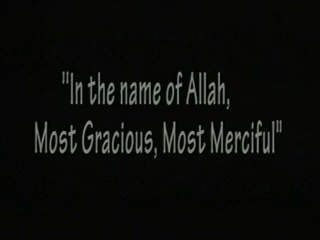 "In the name of Allah,
Most Gracious, Most Merciful"